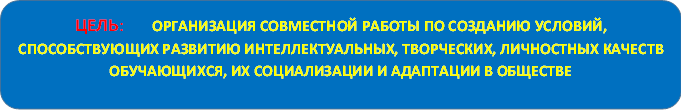 ЦЕЛЬ: ОРГАНИЗАЦИЯ СОВМЕСТНОЙ РАБОТЫ ПО СОЗДАНИЮ УСЛОВИЙ,
СПОСОБСТВУЮЩИХ РАЗВИТИЮ ИНТЕЛЛЕКТУАЛЬНЫХ, ТВОРЧЕСКИХ, ЛИЧНОСТНЫХ КАЧЕСТВ
ОБУЧАЮЩИХСЯ, ИХ СОЦИАЛИЗАЦИИ И АДАПТАЦИИ В ОБЩЕСТВЕ